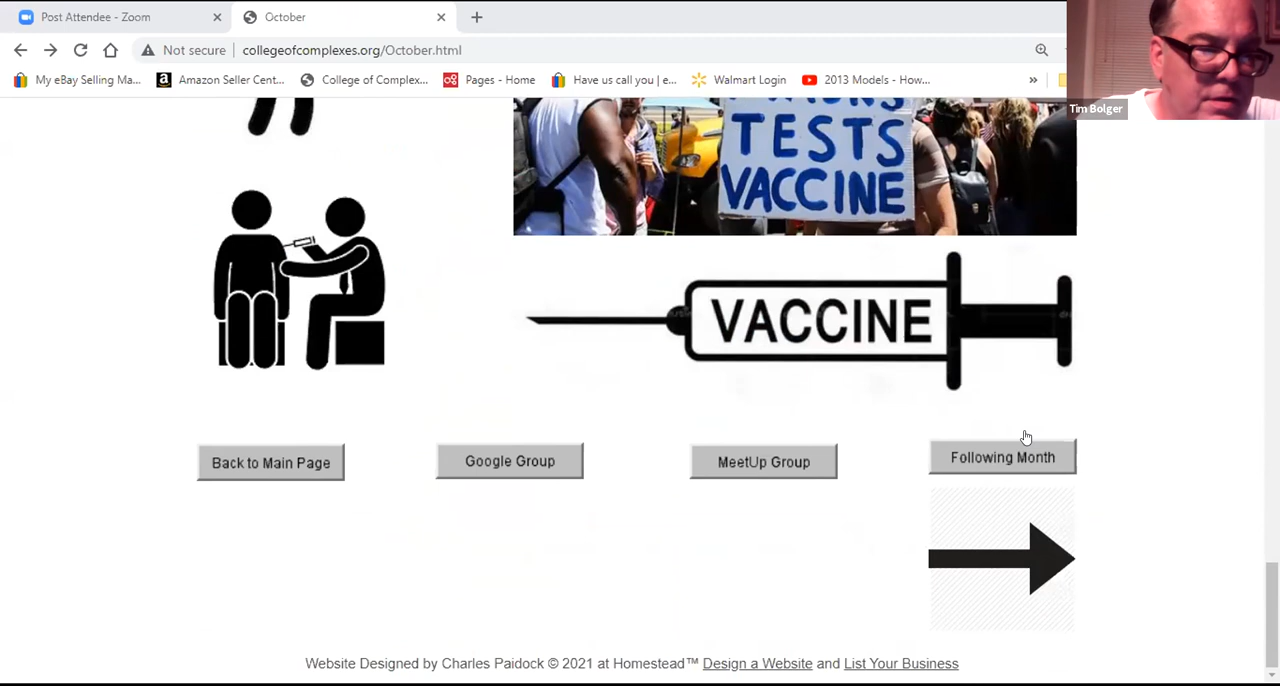 Post Attendee - Zoom
October
Not secure
collegeofcomplexes.org/October.html
My eBay Selling Ma...
Amazon Seller Cent...
College of Complex...
Pages - Home
Have us call you | e...
Walmart Login
2013 Models - How...
»
Tim Bolger
TESTS
VACCINE
VACCINE
Back to Main Page
Google Group
MeetUp Group
Following Month
Website Designed by Charles Paidock © 2021 at Homestead™ Design a Website and List Your Business